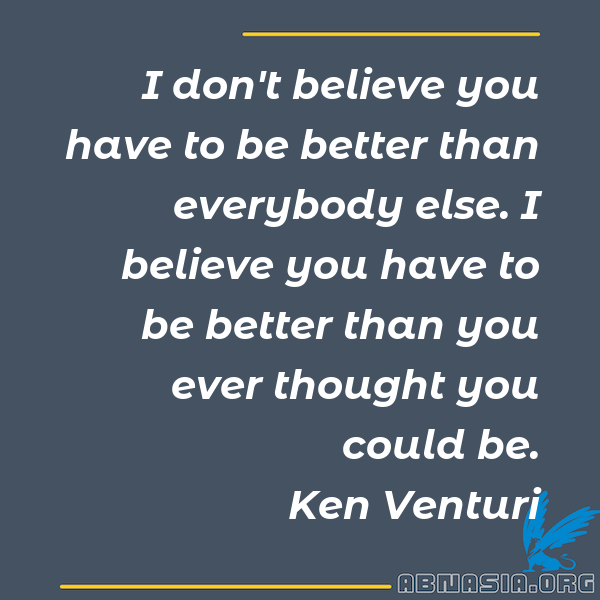 I don't believe you
have to be better than
everybody else. I
believe you have to
be better than you
ever thought you
could be.
Ken Venturi
ABNASIA.ORG